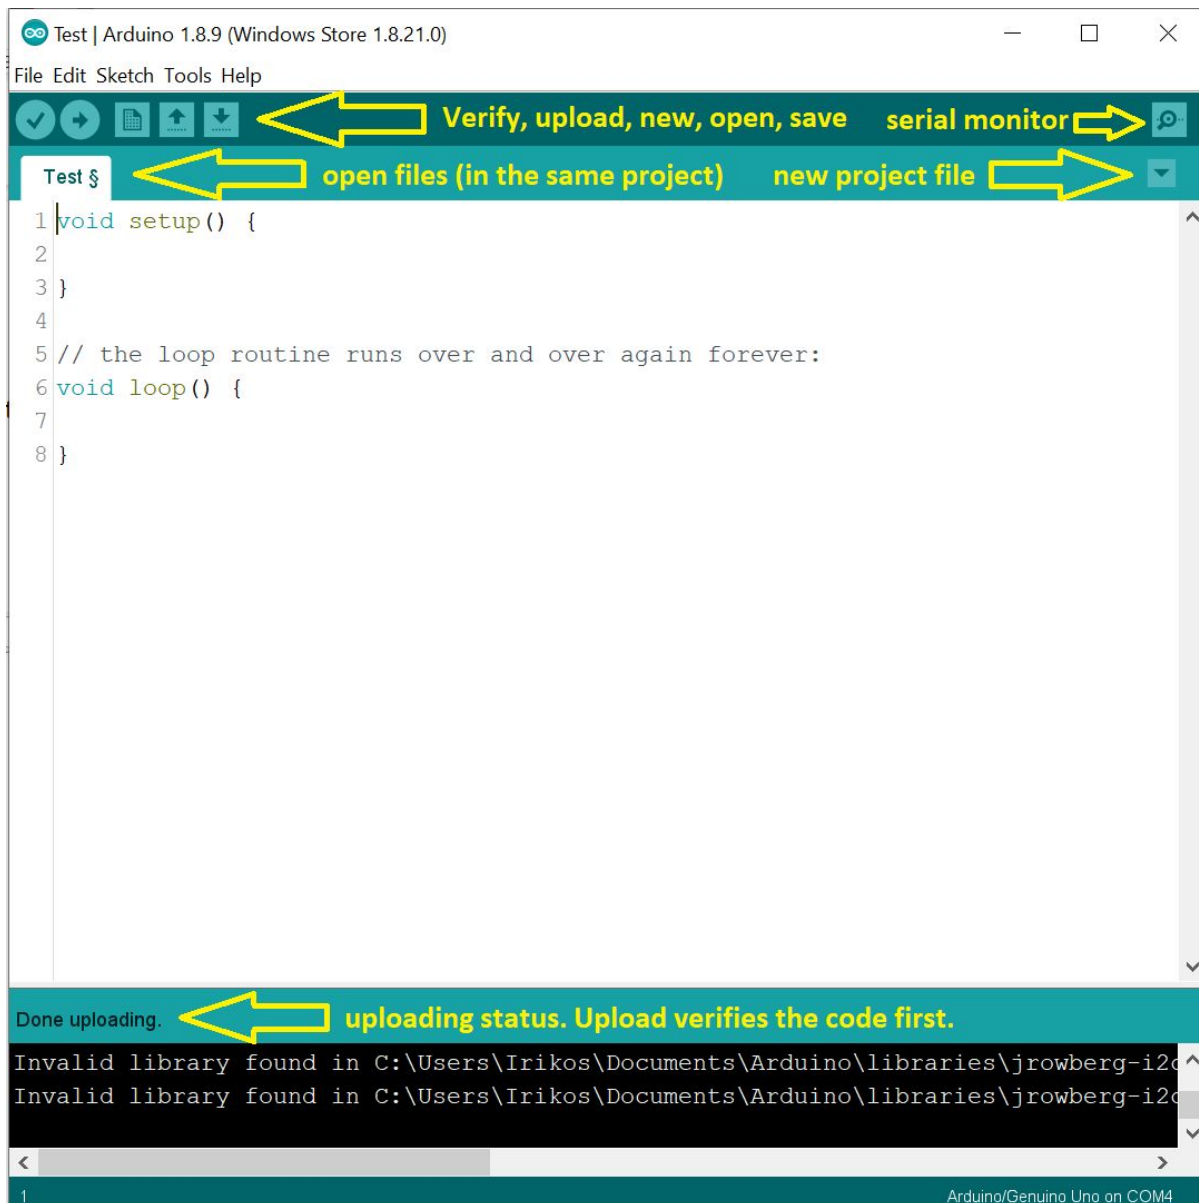 Test | Arduino 1.8.9 (Windows Store 1.8.21.0)
File Edit Sketch Tools Help
Verify, upload, new, open, save serial monitor
Test § open files (in the same project) new project file
1 void setup() {
2
3 }
4
5 // the loop routine runs over and over again forever:
6 void loop() {
7
8 }
Done uploading. uploading status. Upload verifies the code first.
Invalid library found in C:\Users\Irikos\Documents\Arduino\libraries\jrowberg-i2c
Invalid library found in C:\Users\Irikos\Documents\Arduino\libraries\jrowberg-i2c
1 Arduino/Genuino Uno on COM4